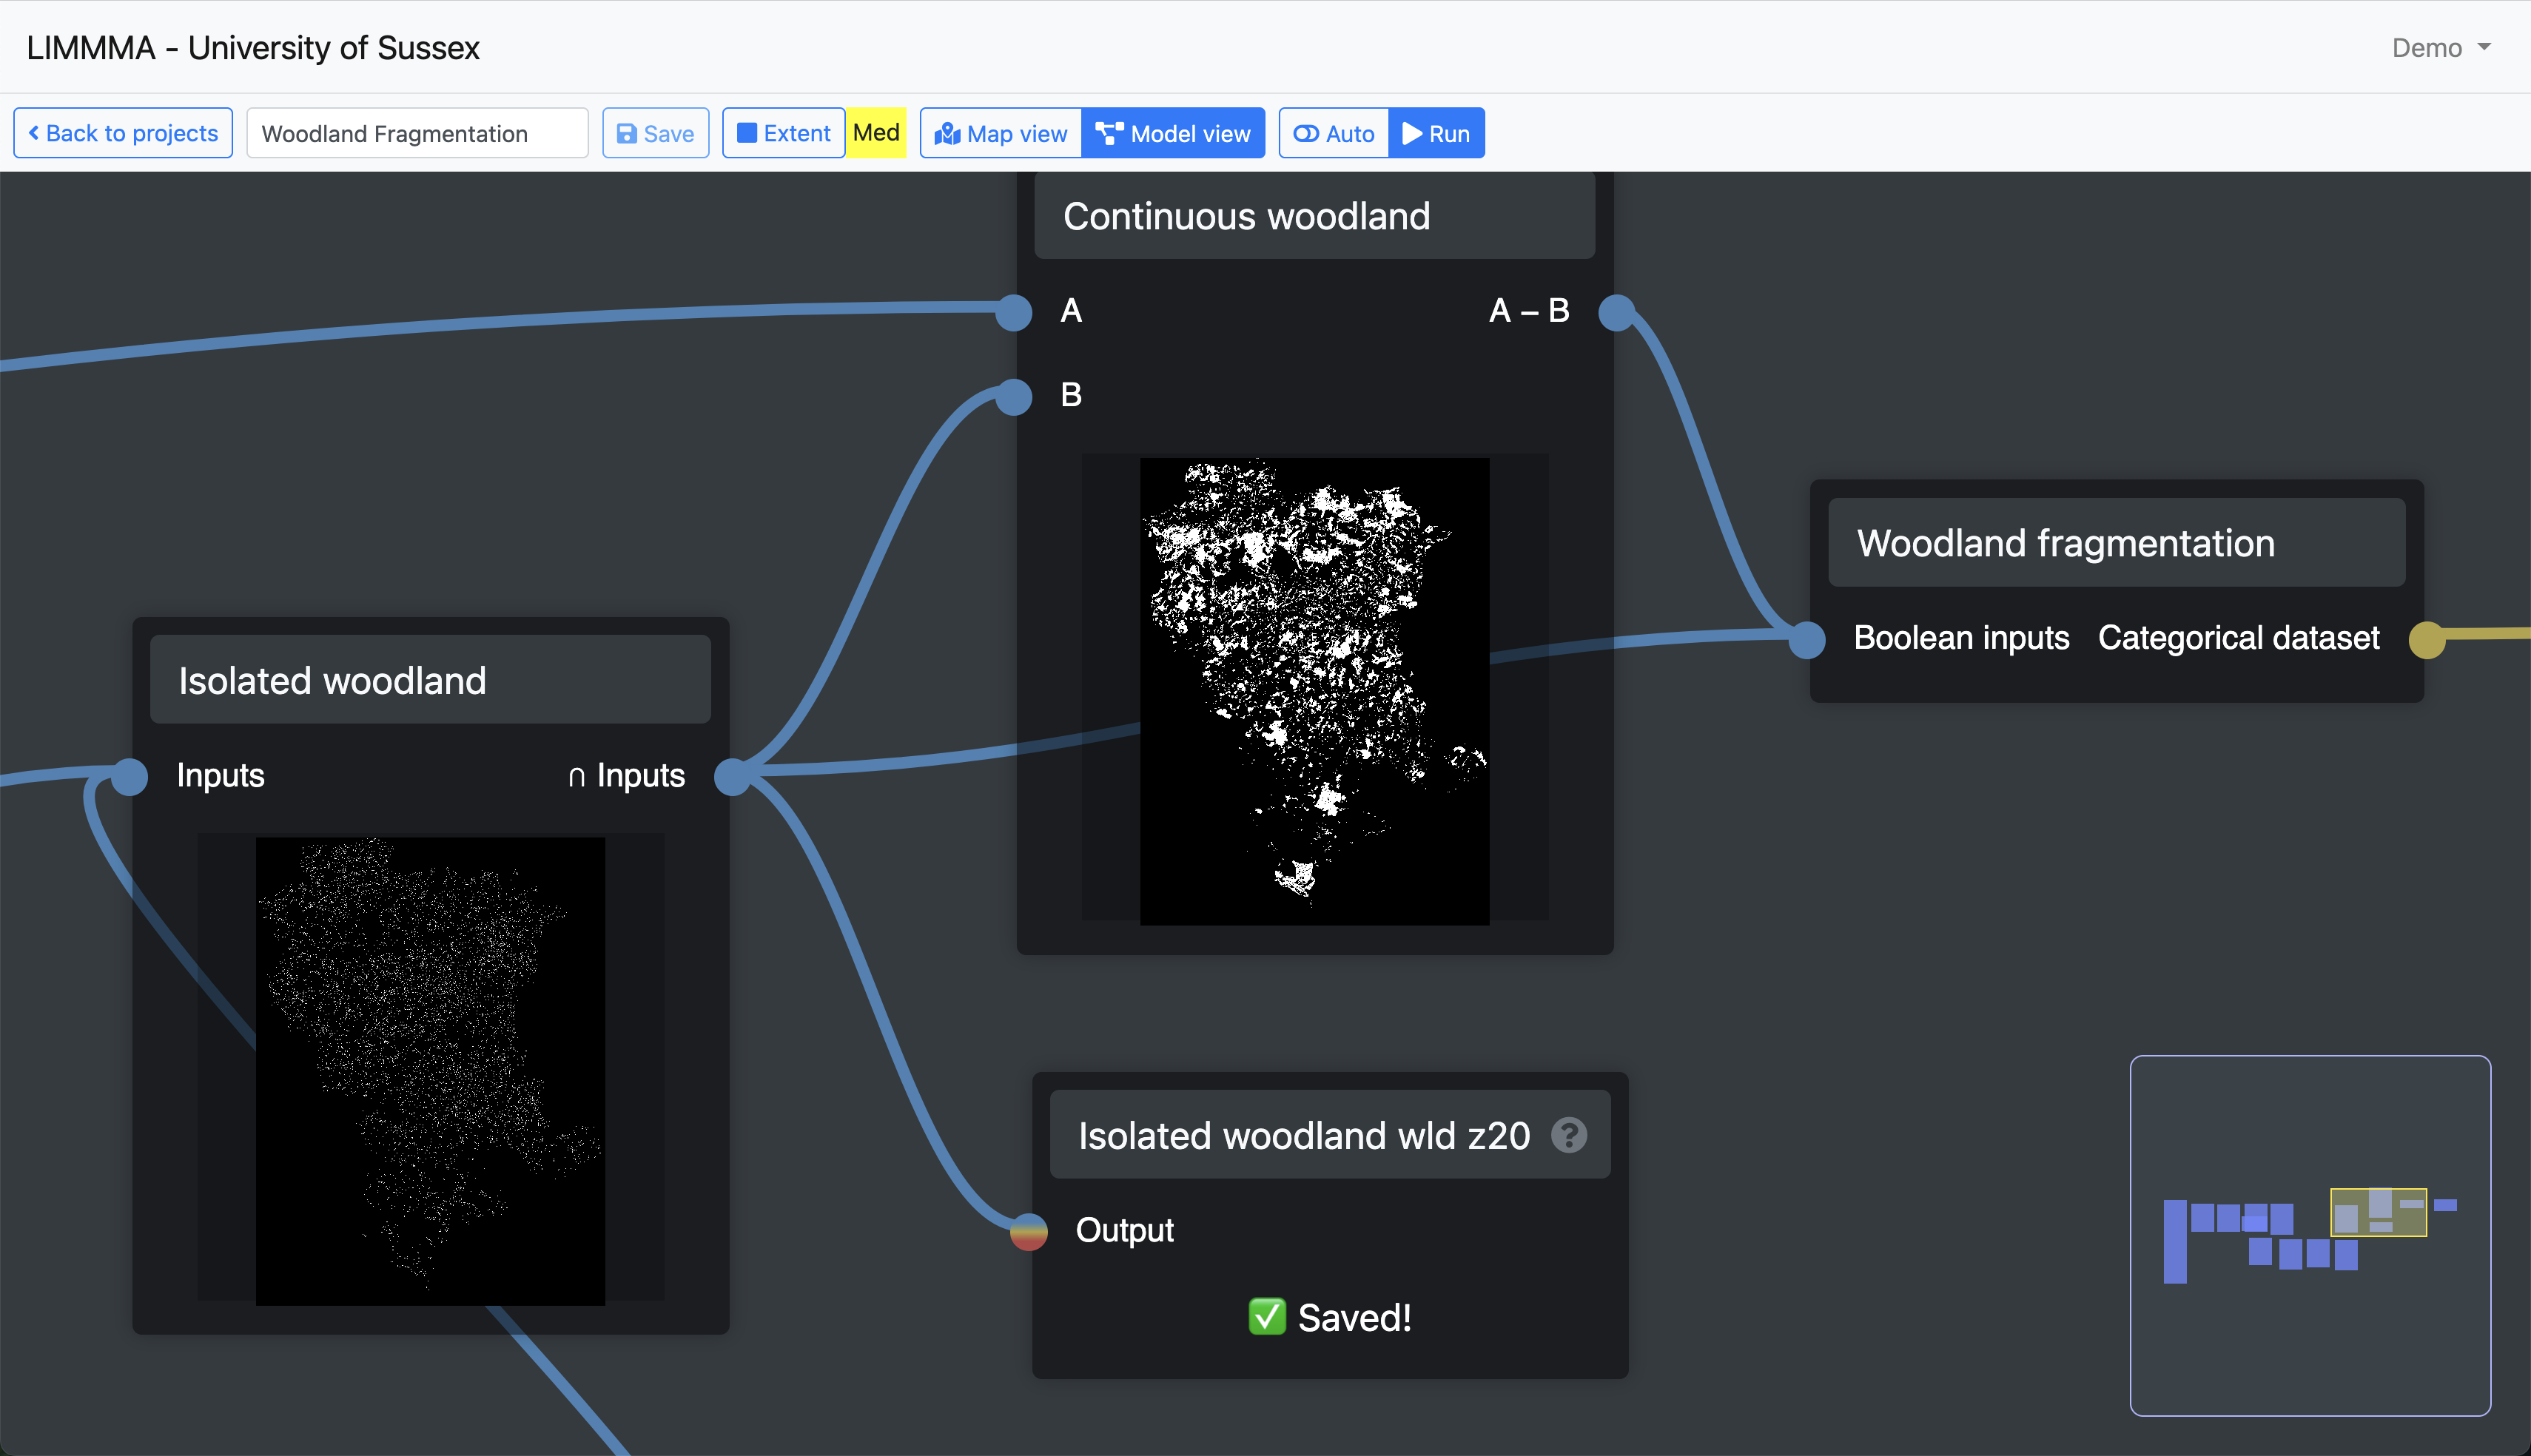 LIMMMA - University of Sussex
Demo
Back to projects
Woodland Fragmentation
Save
Extent
Med
Map view
Model view
Auto
Run
Continuous woodland
A
A – B
B
Woodland fragmentation
Boolean inputs
Categorical dataset
Isolated woodland
Inputs
∩ Inputs
Isolated woodland wld z20
?
Output
✅ Saved!